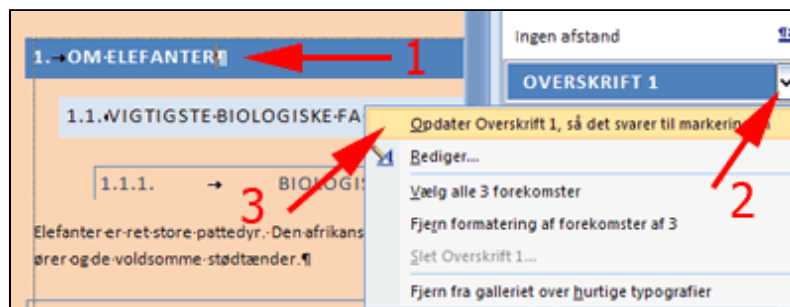 1.→OM·ELEFANTER¶
1
1.1.VIGTIGSTE·BIOLOGISKE·FA
1.1.1. → BIOLOGIS
3
Elefanter·er·ret·store·pattedyr.·Den·afrikans
ører·og·de·voldsomme·stødtænder.¶
Ingen afstand
OVERSKRIFT 1
2
Opdater Overskrift 1, så det svarer til markering
Rediger...
Vælg alle 3 forekomster
Fjern formatering af forekomster af 3
Slet Overskrift 1...
Fjern fra galleriet over hurtige typografier